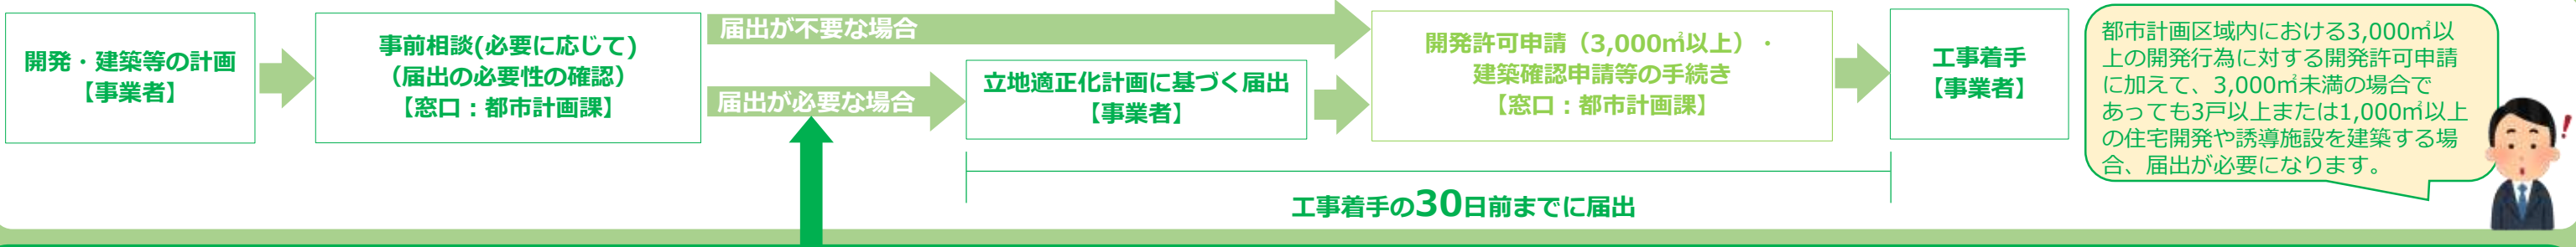 開発・建築等の計画
【事業者】
事前相談(必要に応じて)
（届出の必要性の確認）
【窓口：都市計画課】
届出が不要な場合
届出が必要な場合
立地適正化計画に基づく届出
【事業者】
開発許可申請（3,000㎡以上）・
建築確認申請等の手続き
【窓口：都市計画課】
工事着手
【事業者】
工事着手の30日前までに届出
都市計画区域内における3,000㎡以
上の開発行為に対する開発許可申請
に加えて、3,000㎡未満の場合で
あっても3戸以上または1,000㎡以上
の住宅開発や誘導施設を建築する場
合、届出が必要になります。
!